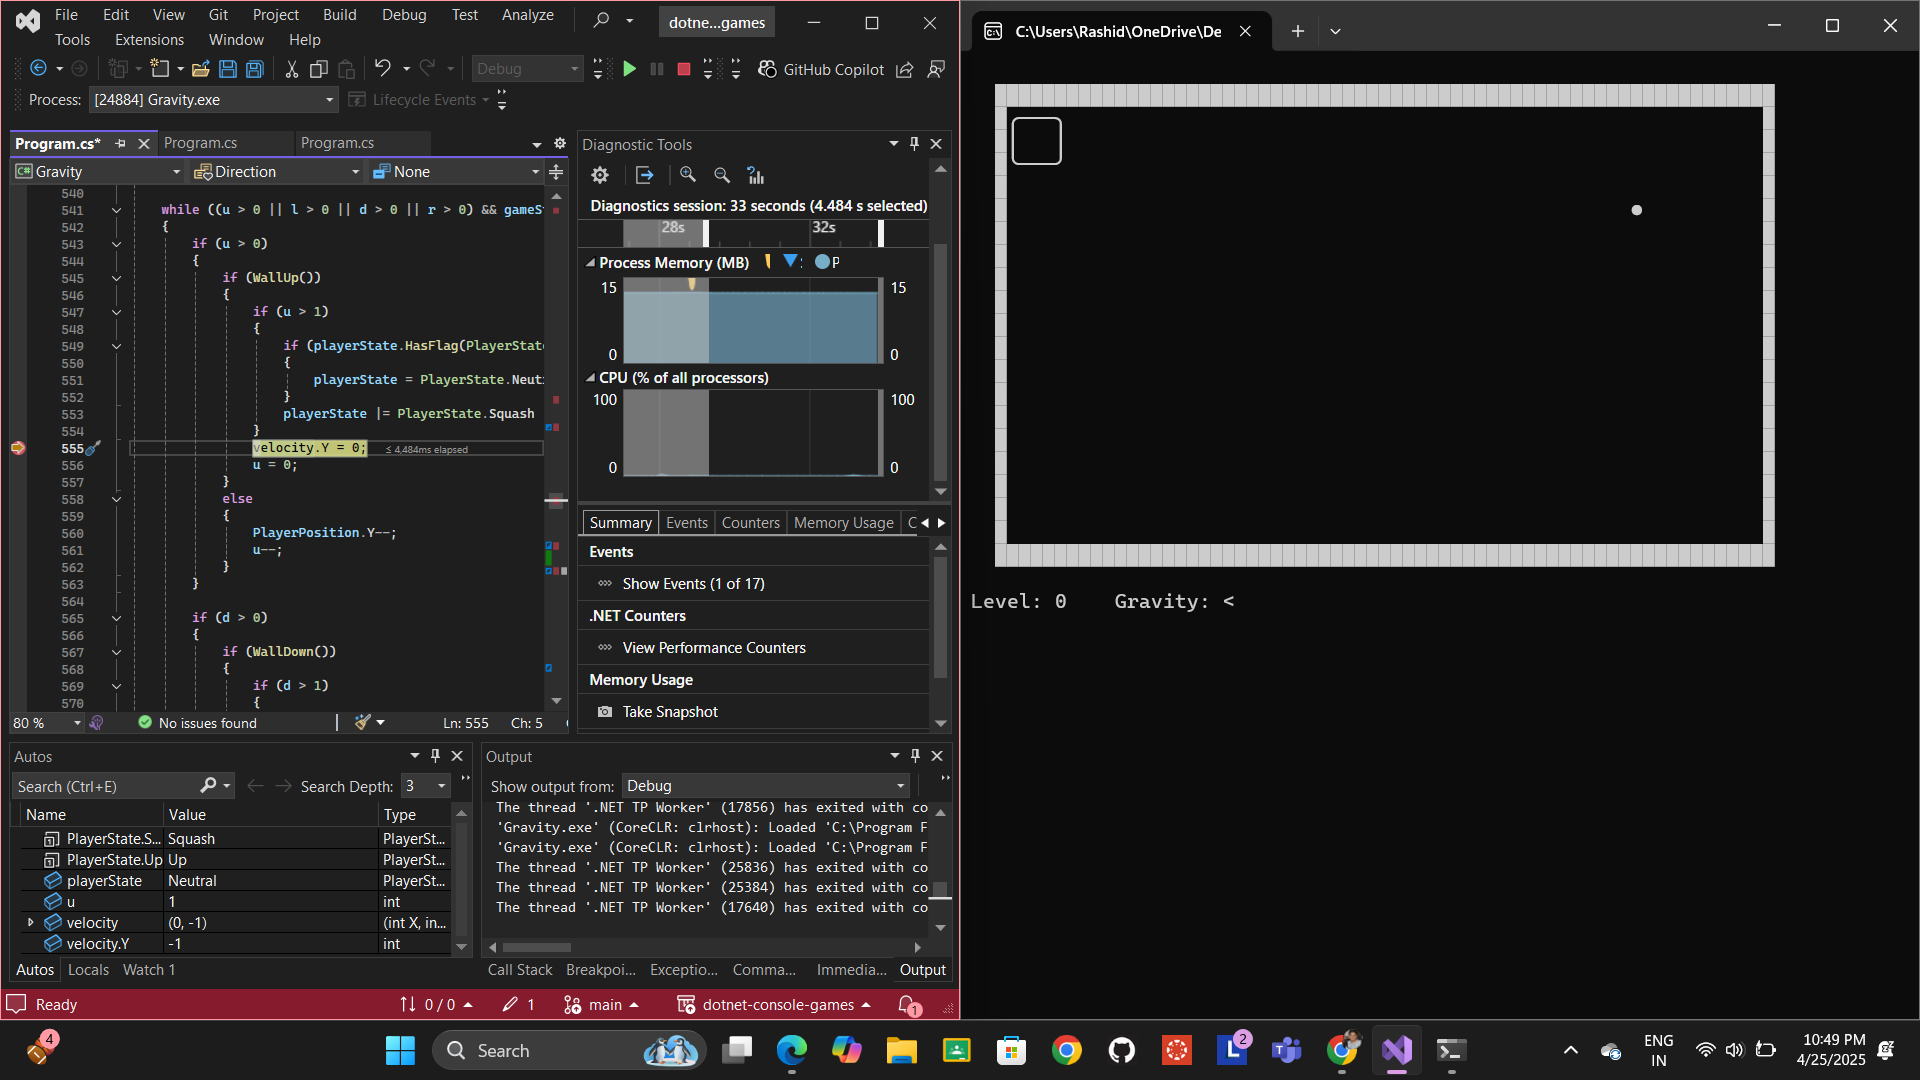 File Edit View Git Project Build Debug Test Analyze
dotne...games
Tools Extensions Window Help
Debug
GitHub Copilot
Process: [24884] Gravity.exe
Lifecycle Events
Program.cs*
Program.cs
Program.cs
Gravity
Direction
None
540
541 while ((u > 0 || l > 0 || d > 0 || r > 0) && gameS
542 {
543 if (u > 0)
544 {
545 if (WallUp())
546 {
547 if (u > 1)
548 {
549 if (playerState.HasFlag(PlayerState
550 {
551 playerState = PlayerState.Neut
552 }
553 playerState |= PlayerState.Squash
554 }
555 velocity.Y = 0; ≤ 4,484ms elapsed
556 u = 0;
557 }
558 else
559 {
560 PlayerPosition.Y--;
561 u--;
562 }
563 }
564
565 if (d > 0)
566 {
567 if (WallDown())
568 {
569 if (d > 1)
570 {
80 %
No issues found
Ln: 555 Ch: 5
Diagnostic Tools
Diagnostics session: 33 seconds (4.484 s selected)
28s 32s
Process Memory (MB)
P
15 15
0 0
CPU (% of all processors)
100 100
0 0
Summary Events Counters Memory Usage C
Events
Show Events (1 of 17)
.NET Counters
View Performance Counters
Memory Usage
Take Snapshot
Autos
Search (Ctrl+E)
Search Depth: 3
Name Value Type
PlayerState.S... Squash PlayerSt...
PlayerState.Up Up PlayerSt...
playerState Neutral PlayerSt...
u 1 int
velocity (0, -1) (int X, in...
velocity.Y -1 int
Autos Locals Watch 1
Output
Show output from: Debug
The thread '.NET TP Worker' (17856) has exited with co
'Gravity.exe' (CoreCLR: clrhost): Loaded 'C:\Program F
'Gravity.exe' (CoreCLR: clrhost): Loaded 'C:\Program F
The thread '.NET TP Worker' (25836) has exited with co
The thread '.NET TP Worker' (25384) has exited with co
The thread '.NET TP Worker' (17640) has exited with co
Call Stack Breakpoi... Exceptio... Comma... Immedia... Output
Ready
0 / 0
1
main
dotnet-console-games
1
C:\Users\Rashid\OneDrive\De
Level: 0 Gravity: <
4
Search
2
ENG
IN
10:49 PM
4/25/2025